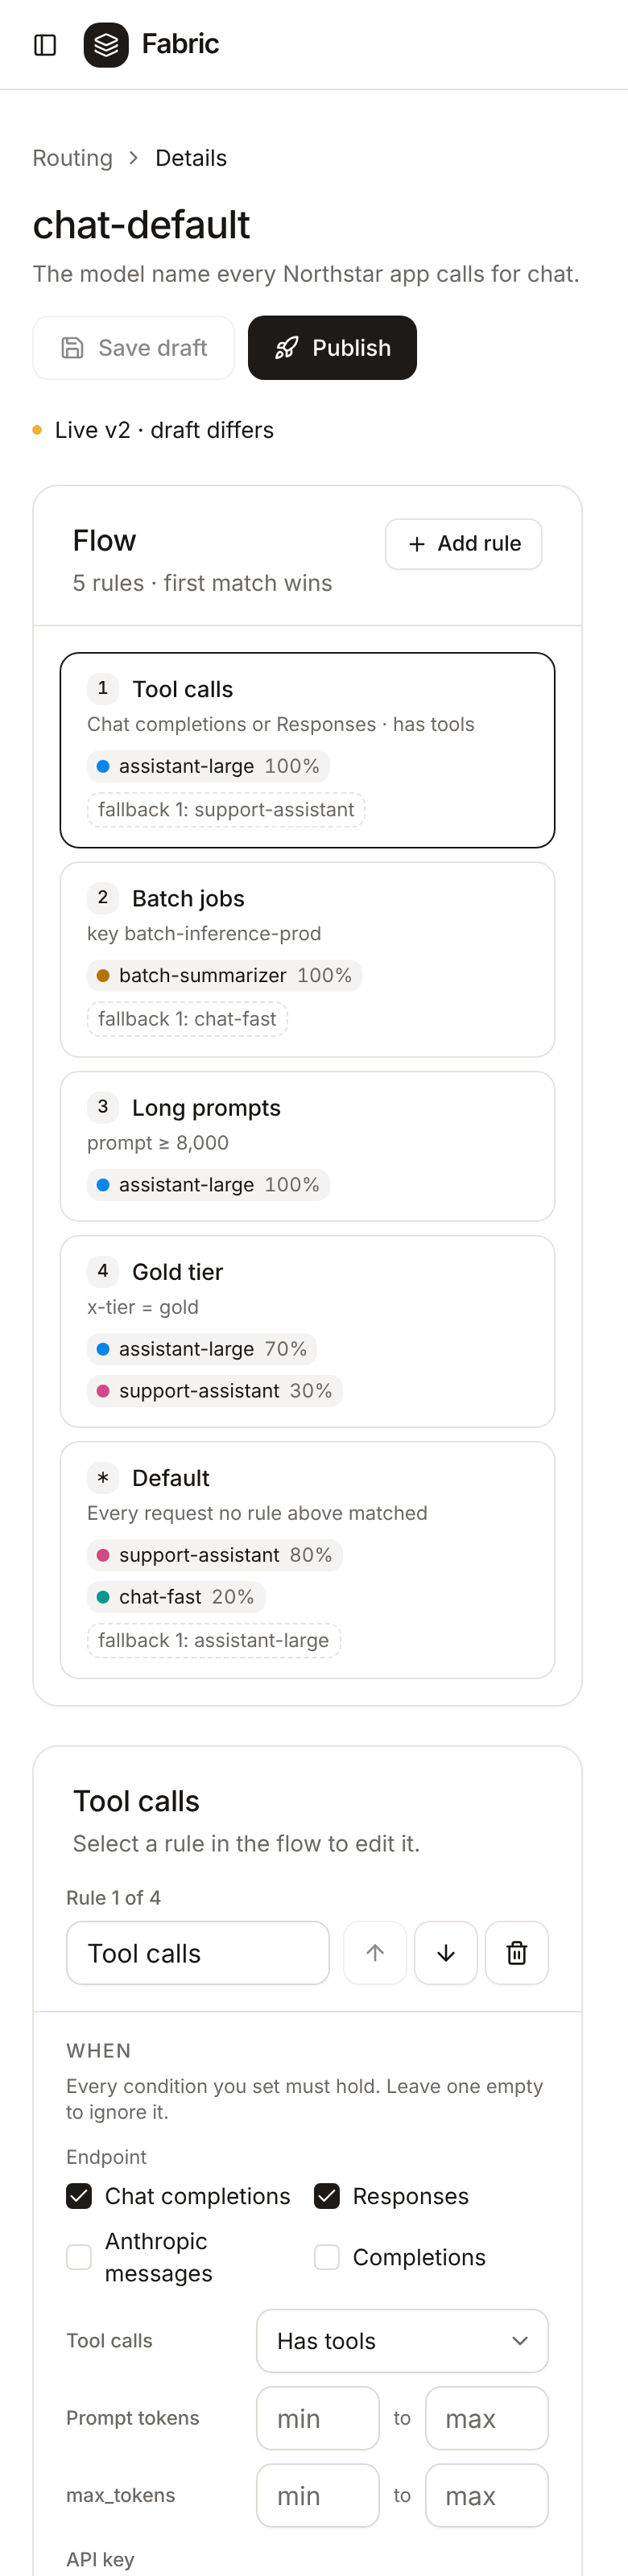 Fabric
Routing > Details
chat-default
The model name every Northstar app calls for chat.
Save draft
Publish
Live v2 · draft differs
Flow
Add rule
5 rules · first match wins
1 Tool calls
Chat completions or Responses · has tools
assistant-large 100%
fallback 1: support-assistant
2 Batch jobs
key batch-inference-prod
batch-summarizer 100%
fallback 1: chat-fast
3 Long prompts
prompt ≥ 8,000
assistant-large 100%
4 Gold tier
x-tier = gold
assistant-large 70%
support-assistant 30%
* Default
Every request no rule above matched
support-assistant 80%
chat-fast 20%
fallback 1: assistant-large
Tool calls
Select a rule in the flow to edit it.
Rule 1 of 4
Tool calls
WHEN
Every condition you set must hold. Leave one empty
to ignore it.
Endpoint
Chat completions
Responses
Anthropic
messages
Completions
Tool calls
Has tools
Prompt tokens
min to max
max_tokens
min to max
API key